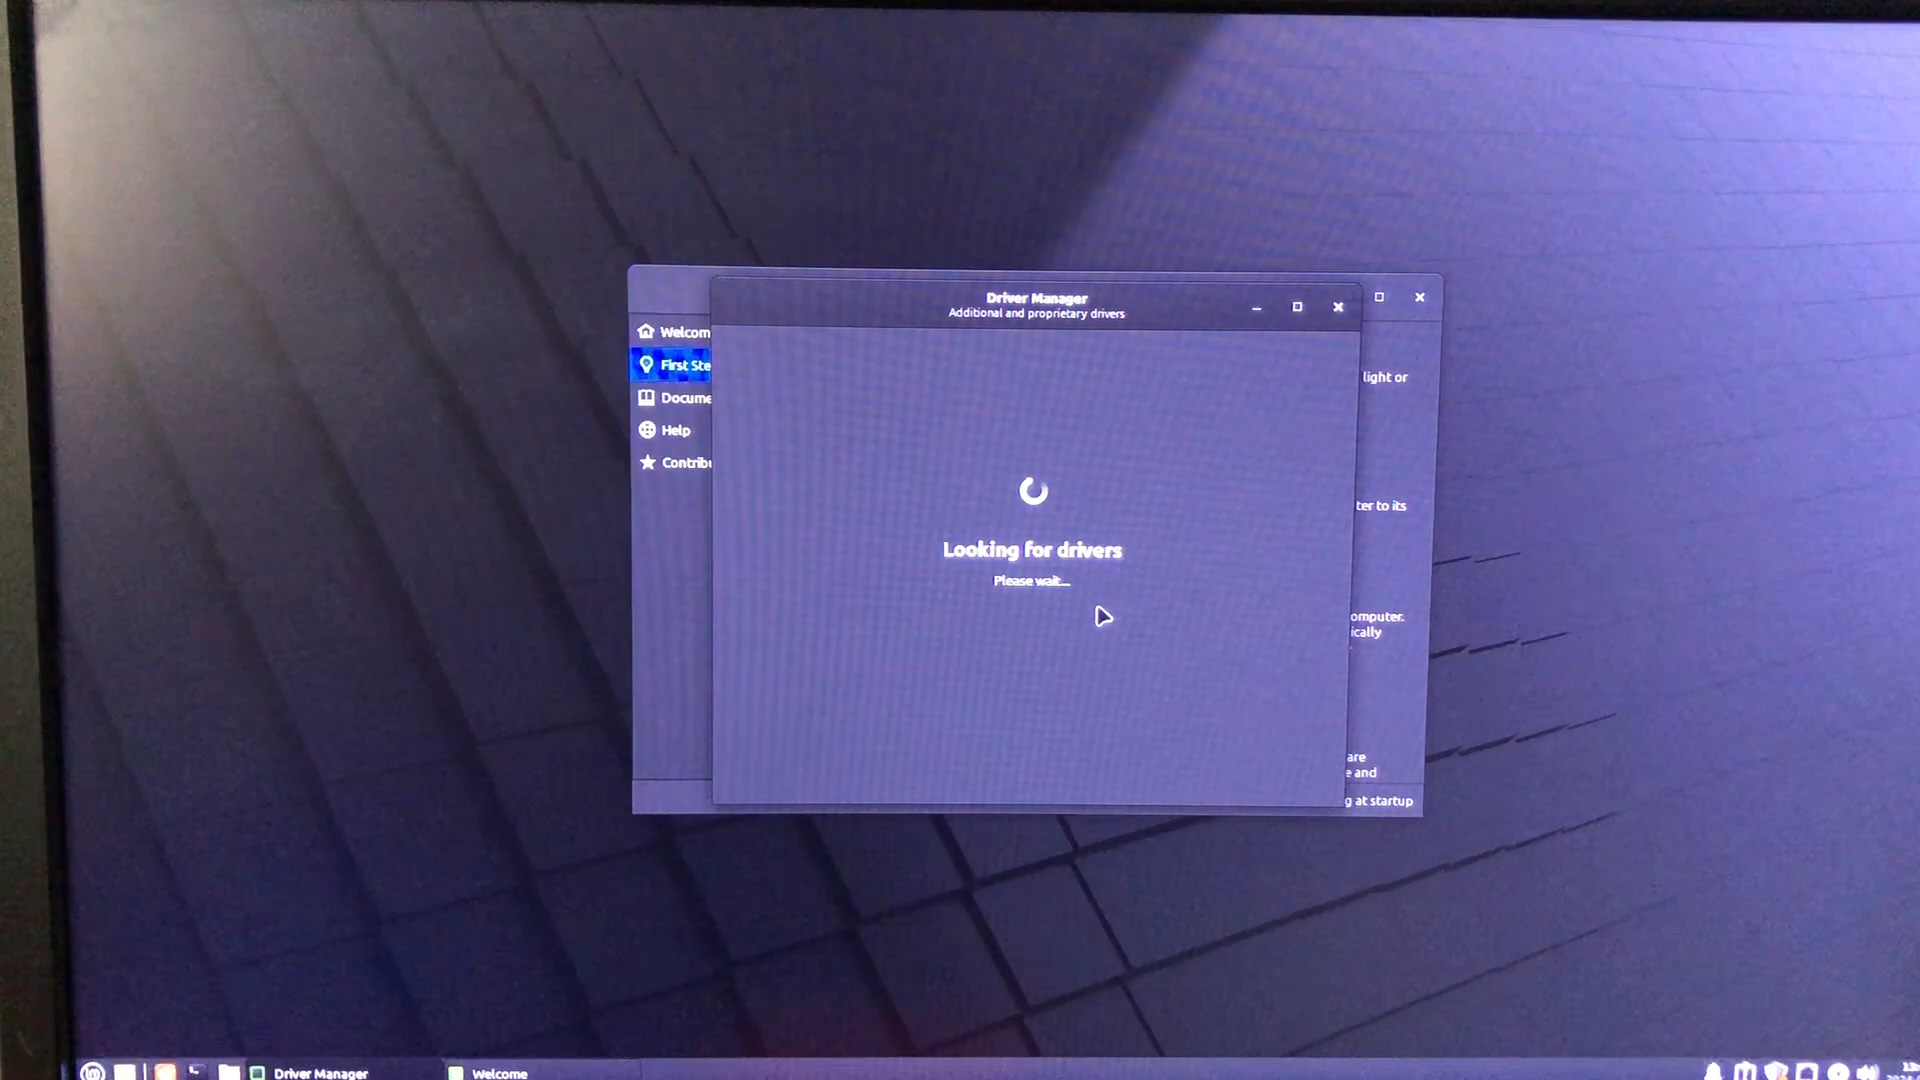 Driver Manager
Additional and proprietary drivers
Welcom
First Ste
Docume
Help
Contribu
light or
ter to its
omputer.
ically
are
e and
g at startup
Looking for drivers
Please wait...
Driver Manager
Welcome